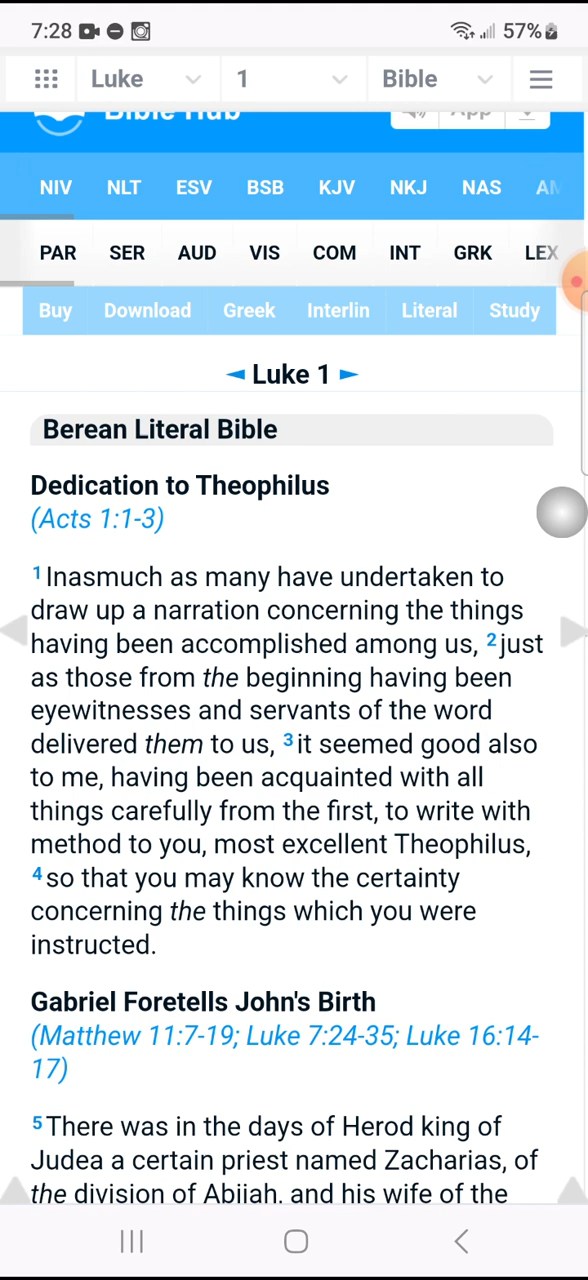 7:28 57%
Luke 1 Bible
Bible Hub App
NIV NLT ESV BSB KJV NKJ NAS
PAR SER AUD VIS COM INT GRK LEX
Buy Download Greek Interlin Literal Study
◄ Luke 1 ►
Berean Literal Bible
Dedication to Theophilus
(Acts 1:1-3)
1 Inasmuch as many have undertaken to
draw up a narration concerning the things
having been accomplished among us, 2 just
as those from the beginning having been
eyewitnesses and servants of the word
delivered them to us, 3 it seemed good also
to me, having been acquainted with all
things carefully from the first, to write with
method to you, most excellent Theophilus,
4 so that you may know the certainty
concerning the things which you were
instructed.
Gabriel Foretells John's Birth
(Matthew 11:7-19; Luke 7:24-35; Luke 16:14-
17)
5 There was in the days of Herod king of
Judea a certain priest named Zacharias, of
the division of Abijah, and his wife of the